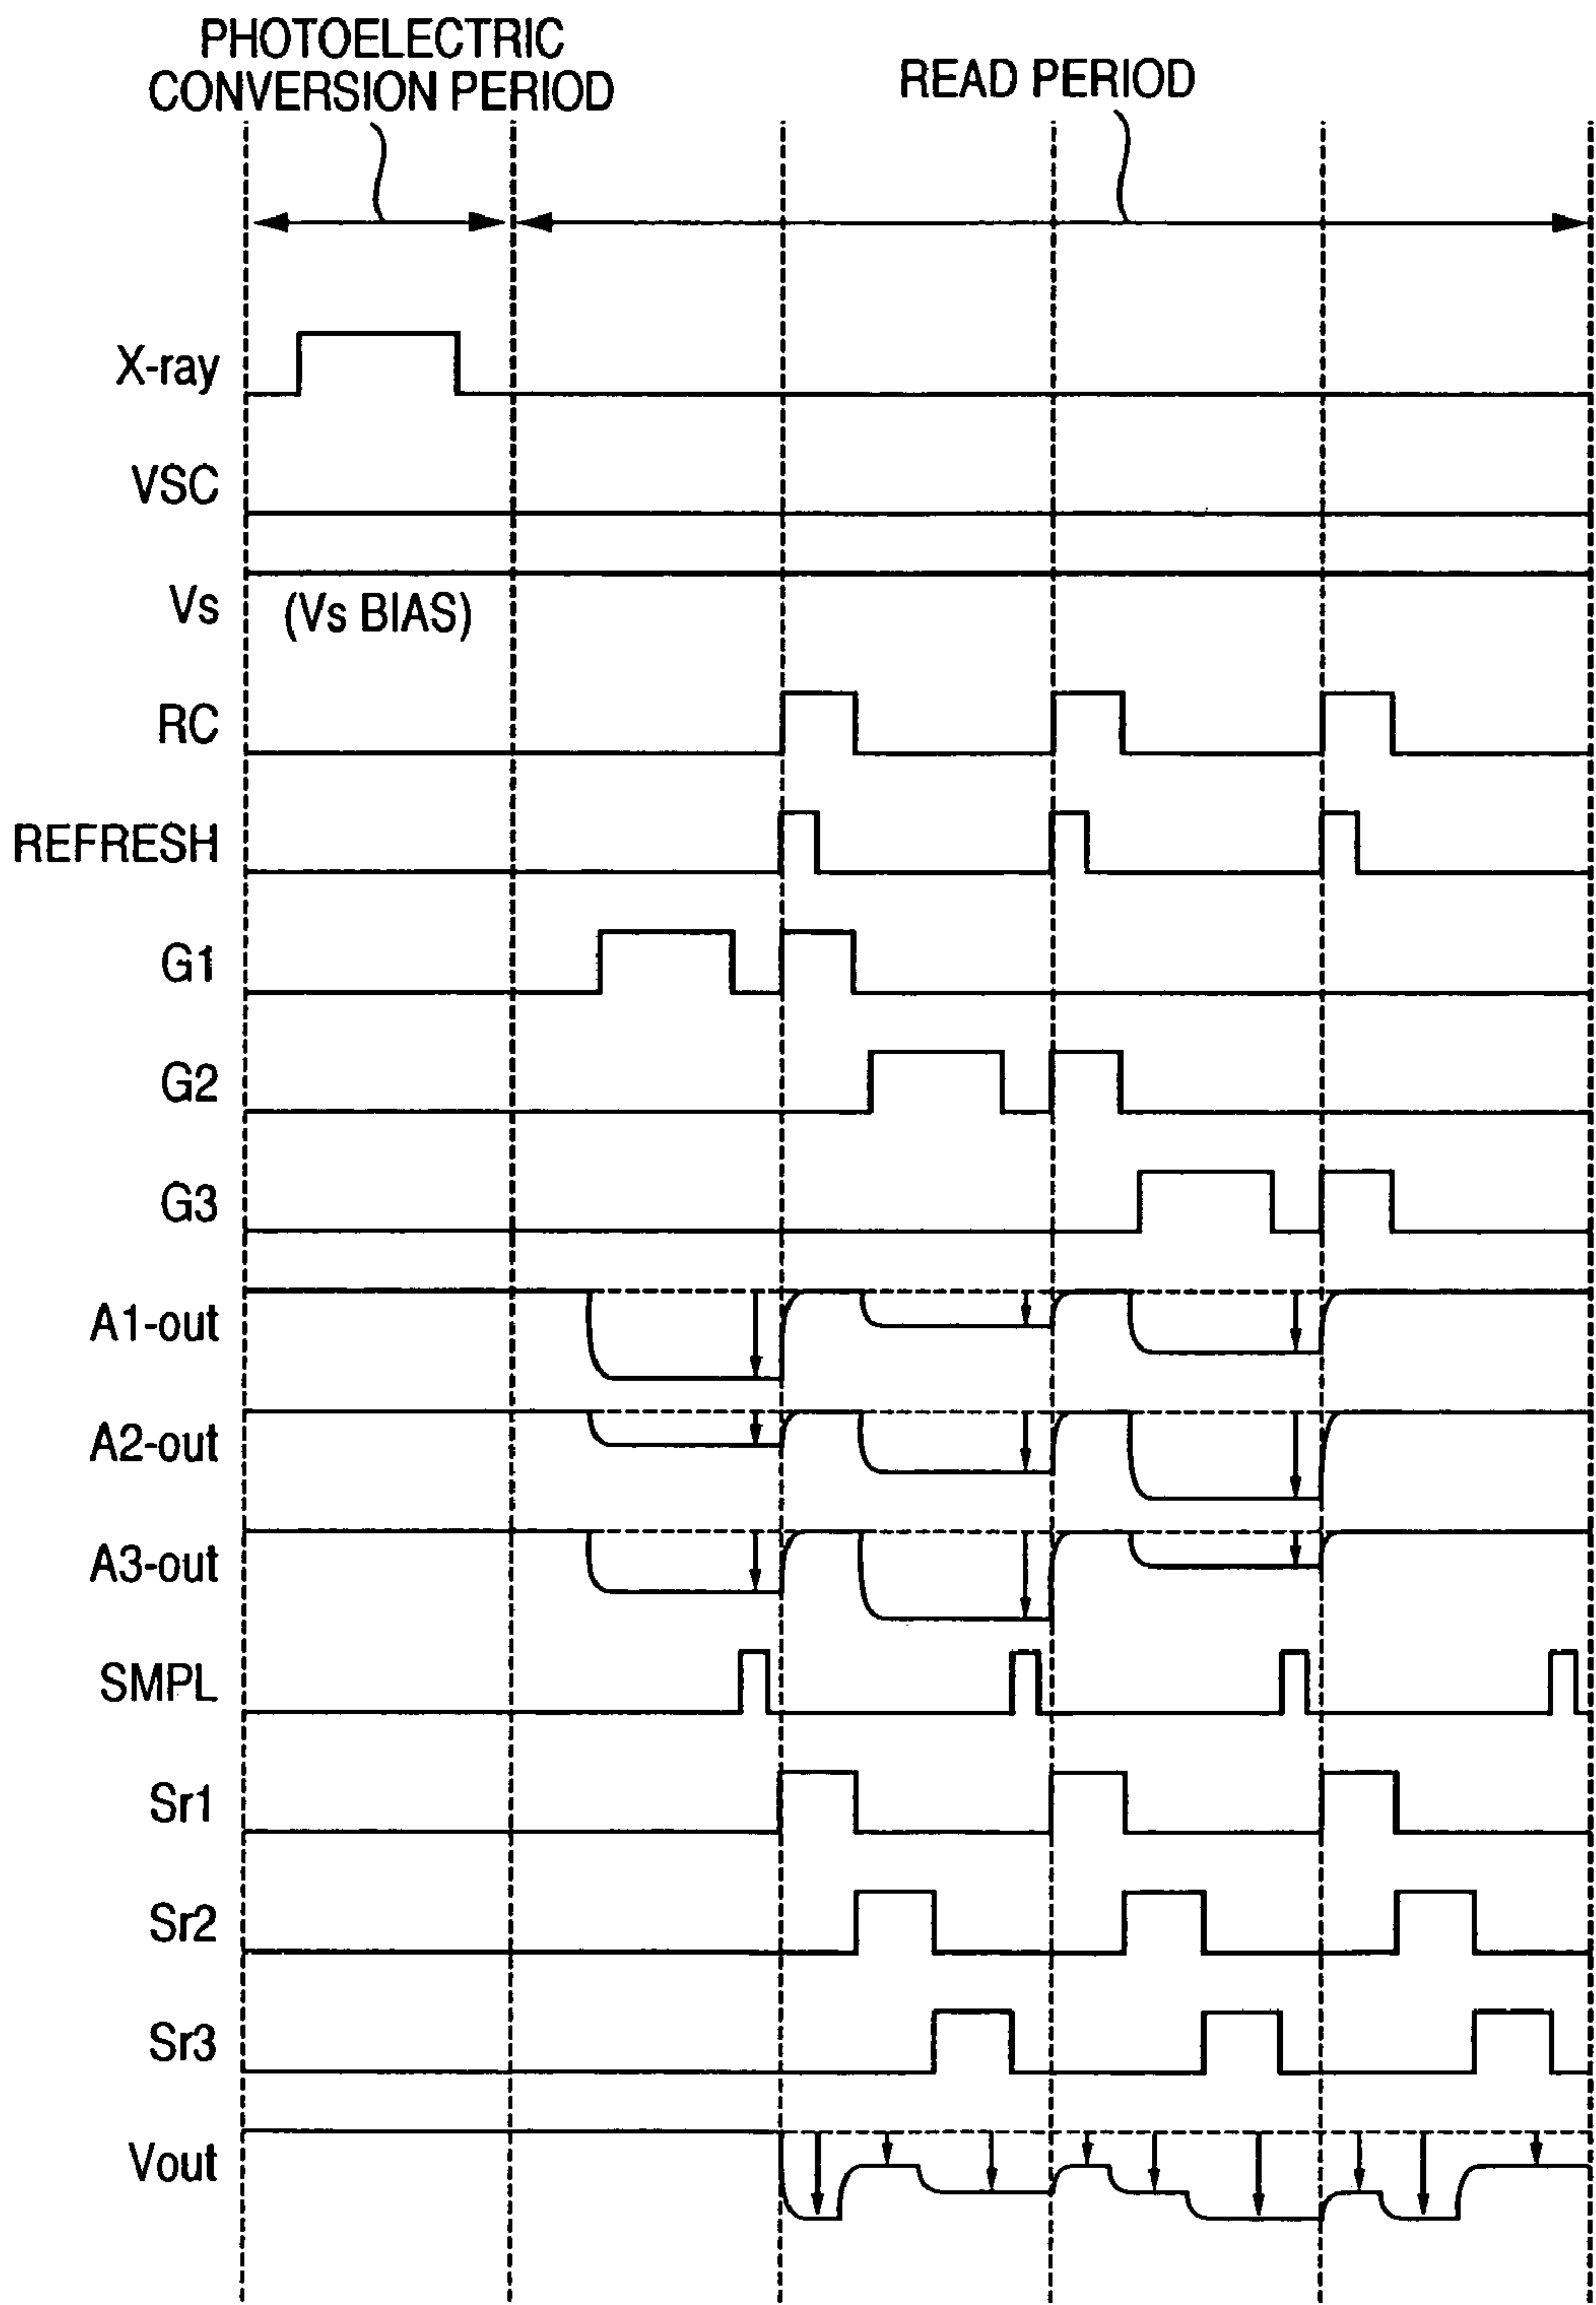 PHOTOELECTRIC
CONVERSION PERIOD
READ PERIOD
X-ray
VSC
Vs
(Vs BIAS)
RC
REFRESH
G1
G2
G3
A1-out
A2-out
A3-out
SMPL
Sr1
Sr2
Sr3
Vout